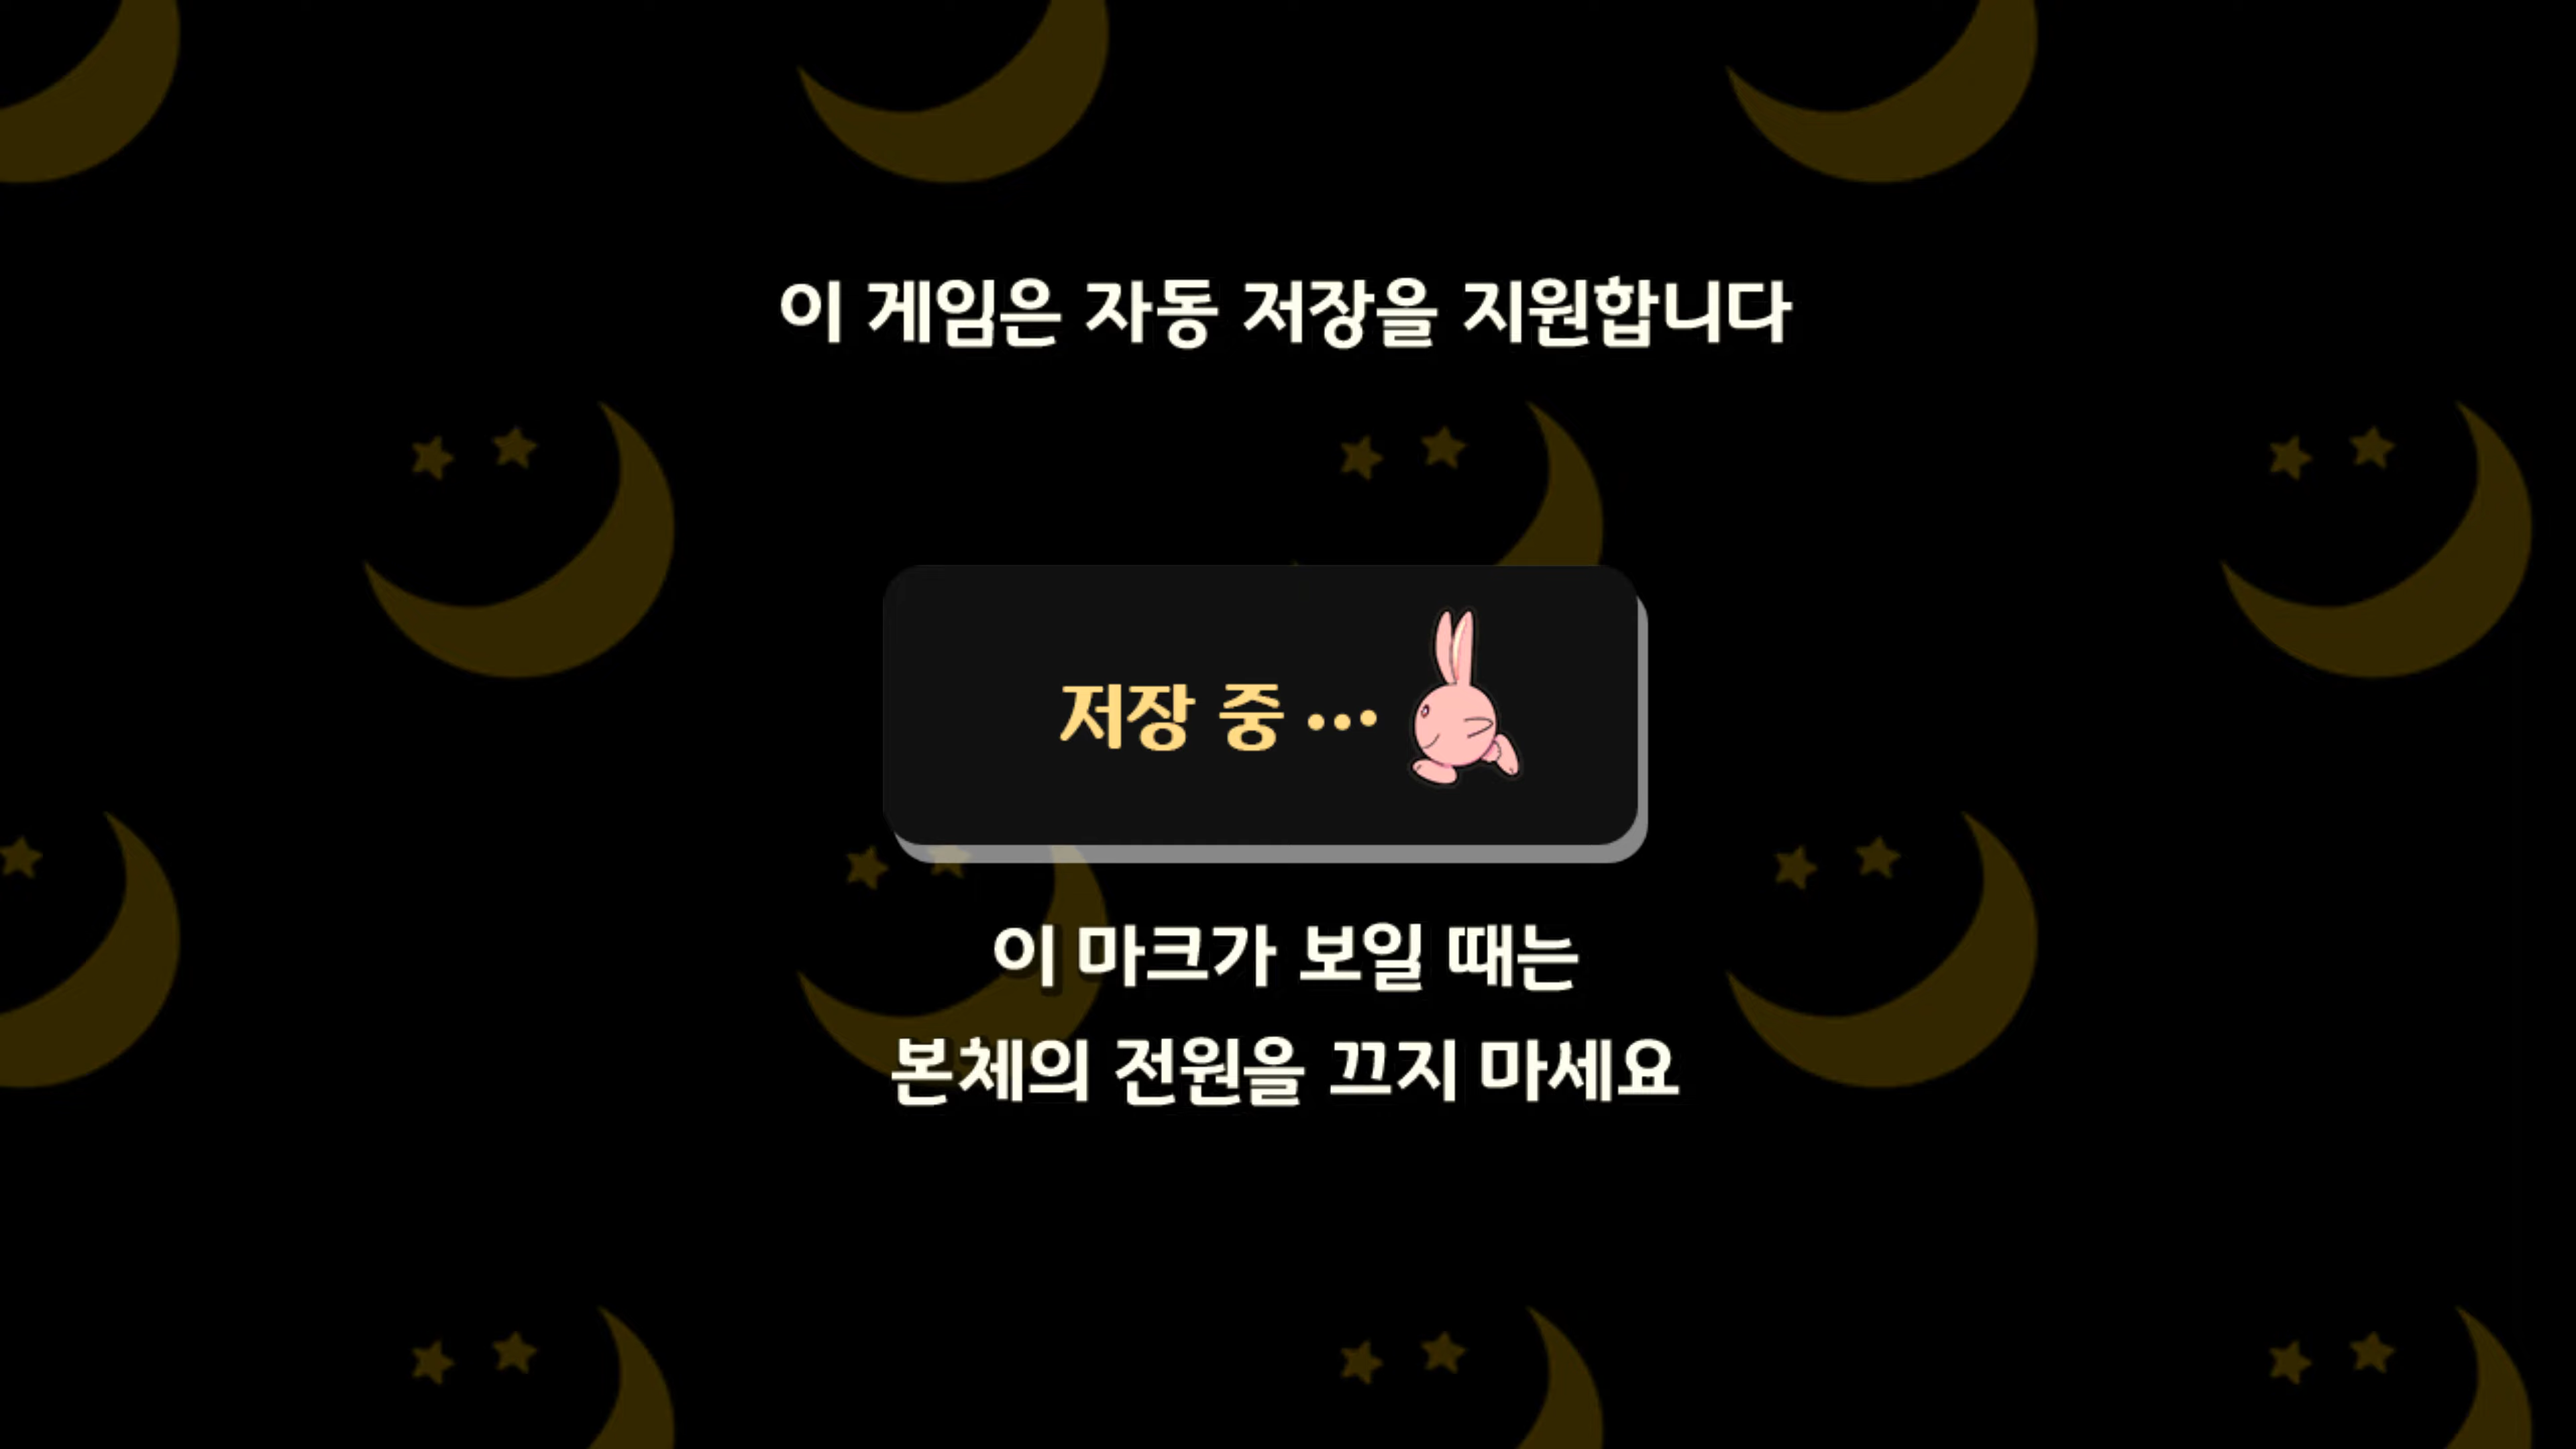 이 게임은 자동 저장을 지원합니다
저장 중 ···
이 마크가 보일 때는
본체의 전원을 끄지 마세요